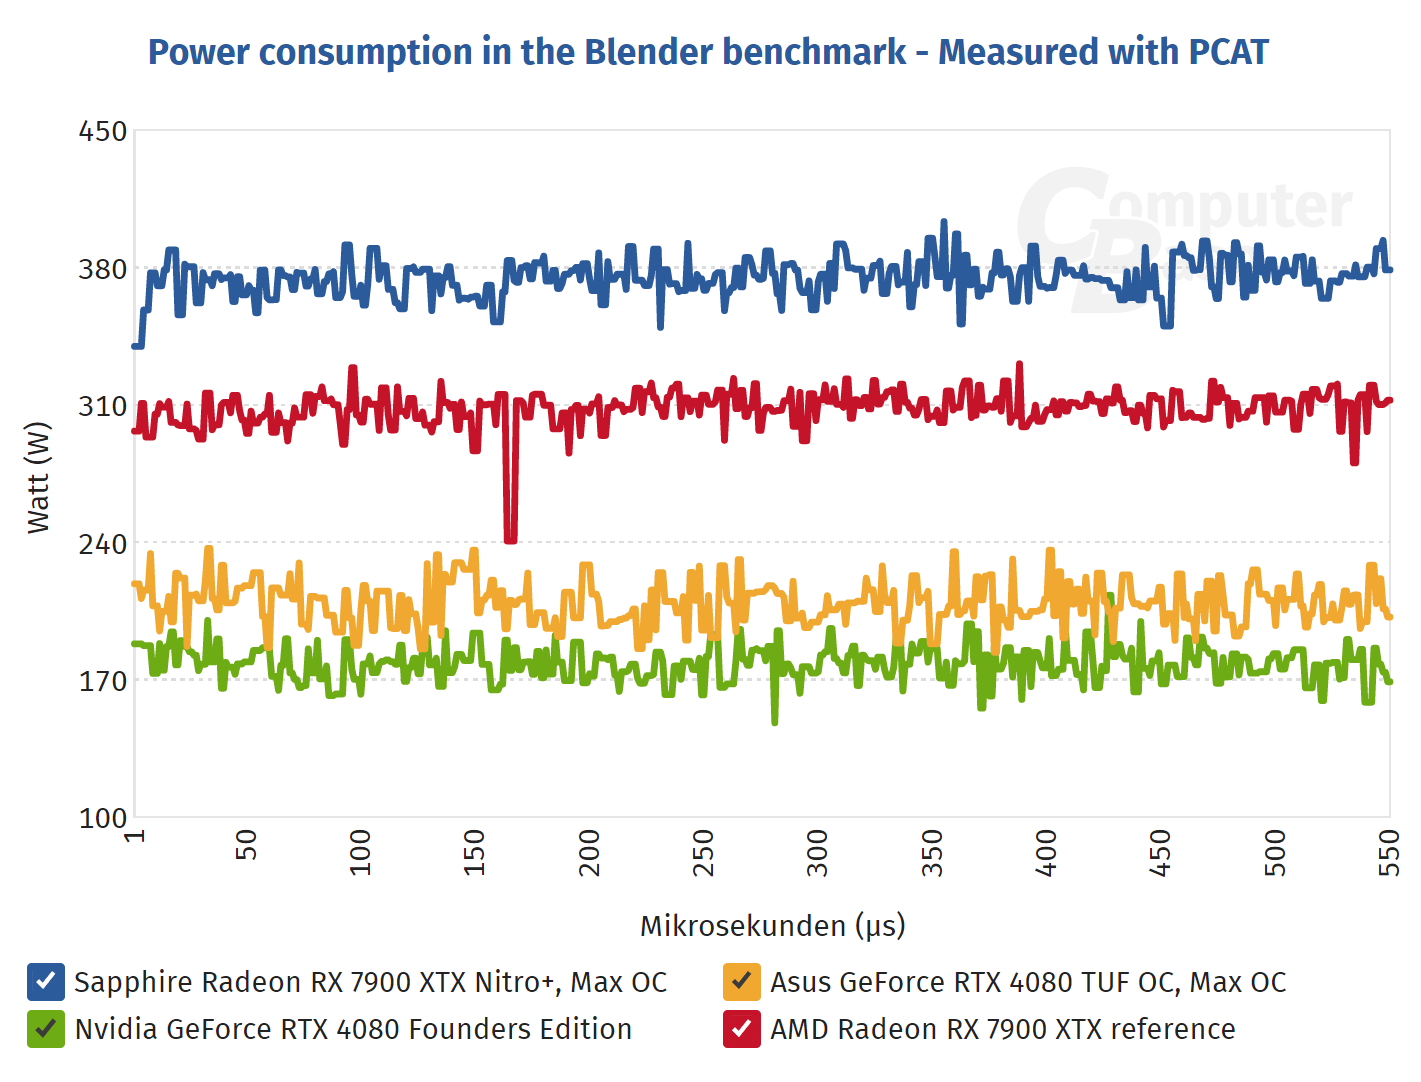 Power consumption in the Blender benchmark - Measured with PCAT
450
380
310
240
170
100
Watt (W)
1
50
100
150
200
250
300
350
400
450
500
550
Mikrosekunden (µs)
Computer
Sapphire Radeon RX 7900 XTX Nitro+, Max OC
Asus GeForce RTX 4080 TUF OC, Max OC
Nvidia GeForce RTX 4080 Founders Edition
AMD Radeon RX 7900 XTX reference